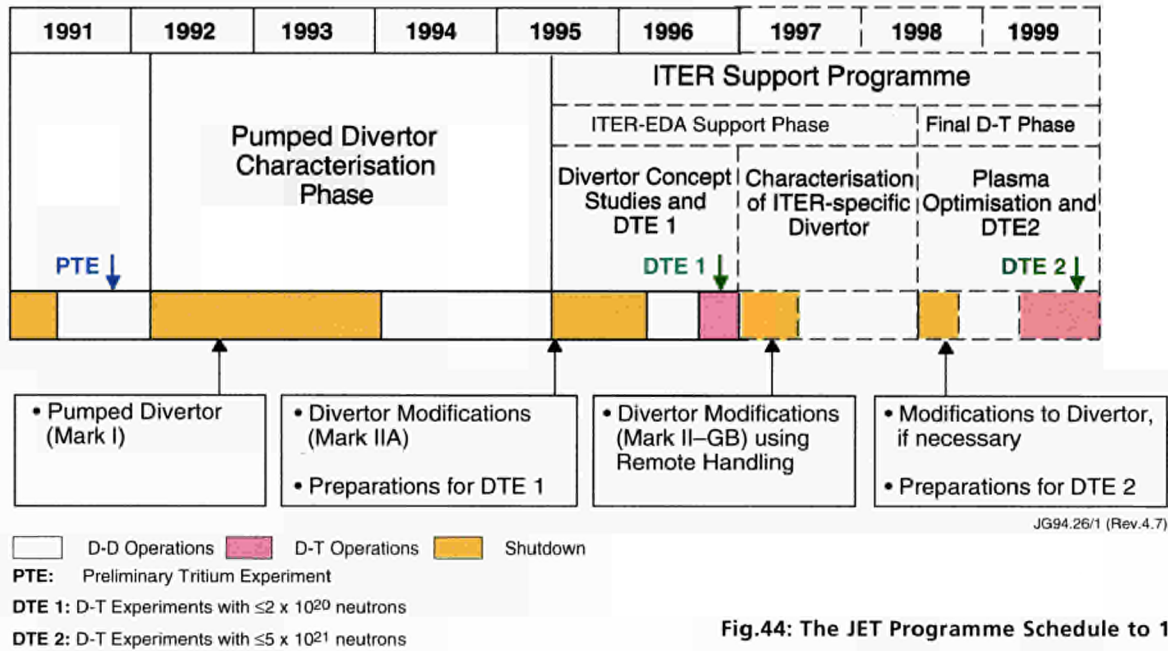 1991 1992 1993 1994 1995 1996 1997 1998 1999
ITER Support Programme
ITER-EDA Support Phase
Final D-T Phase
Pumped Divertor
Characterisation
Phase
Divertor Concept
Studies and
DTE 1
Characterisation
of ITER-specific
Divertor
Plasma
Optimisation and
DTE2
PTE
DTE 1
DTE 2
• Pumped Divertor
(Mark I)
• Divertor Modifications
(Mark IIA)
• Preparations for DTE 1
• Divertor Modifications
(Mark II–GB) using
Remote Handling
• Modifications to Divertor,
if necessary
• Preparations for DTE 2
JG94.26/1 (Rev.4.7)
D-D Operations D-T Operations Shutdown
PTE: Preliminary Tritium Experiment
DTE 1: D-T Experiments with ≤2 x 10²⁰ neutrons
DTE 2: D-T Experiments with ≤5 x 10²¹ neutrons
Fig.44: The JET Programme Schedule to 1